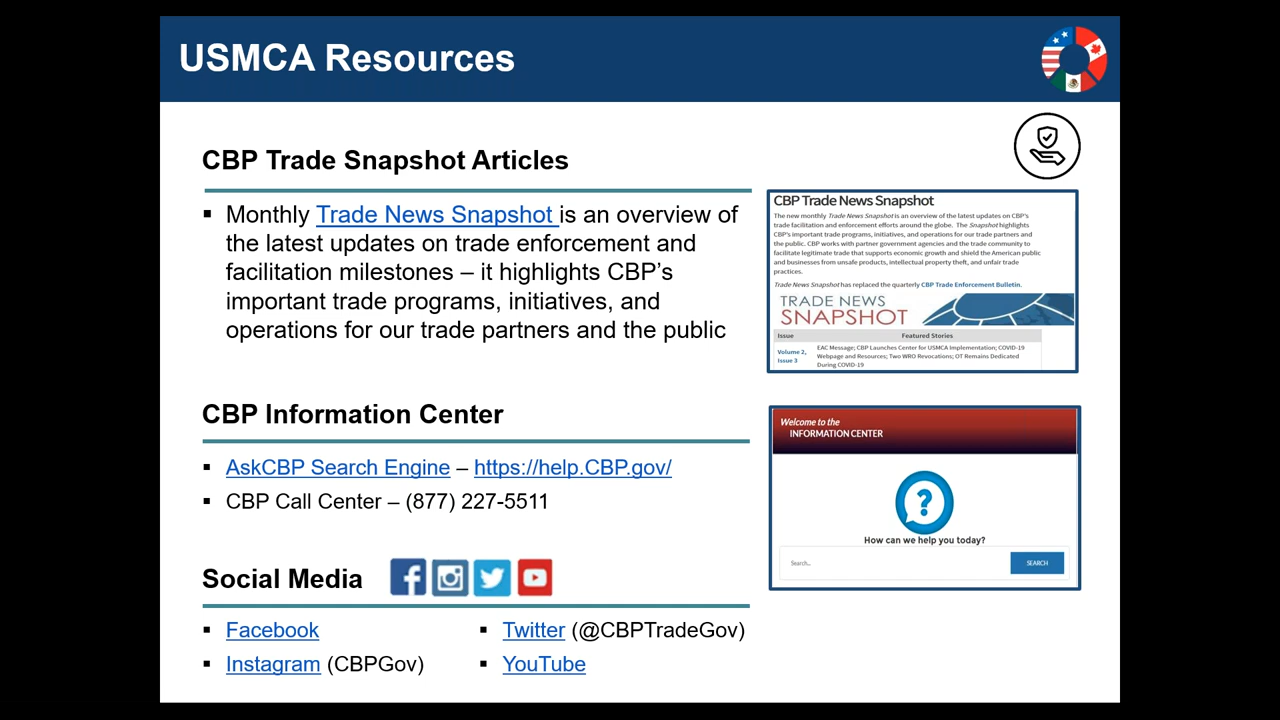 USMCA Resources
CBP Trade Snapshot Articles
▪ Monthly Trade News Snapshot is an overview of
the latest updates on trade enforcement and
facilitation milestones – it highlights CBP's
important trade programs, initiatives, and
operations for our trade partners and the public
CBP Trade News Snapshot
The new monthly Trade News Snapshot is an overview of the latest updates on CBP's
trade facilitation and enforcement efforts around the globe. The Snapshot highlights
CBP's important trade programs, initiatives, and operations for our trade partners and
the public. CBP works with partner government agencies and the trade community to
facilitate legitimate trade that supports economic growth and shield the American public
and businesses from unsafe products, intellectual property theft, and unfair trade
practices.
Trade News Snapshot has replaced the quarterly CBP Trade Enforcement Bulletin.
TRADE NEWS
SNAPSHOT
Issue Featured Stories
Volume 2, Issue 3
EAC Message; CBP Launches Center for USMCA Implementation; COVID-19
Webpage and Resources; Two WRO Revocations; OT Remains Dedicated
During COVID-19
CBP Information Center
▪ AskCBP Search Engine – https://help.CBP.gov/
▪ CBP Call Center – (877) 227-5511
Welcome to the
INFORMATION CENTER
?
How can we help you today?
Search... SEARCH
Social Media
▪ Facebook
▪ Instagram (CBPGov)
▪ Twitter (@CBPTradeGov)
▪ YouTube